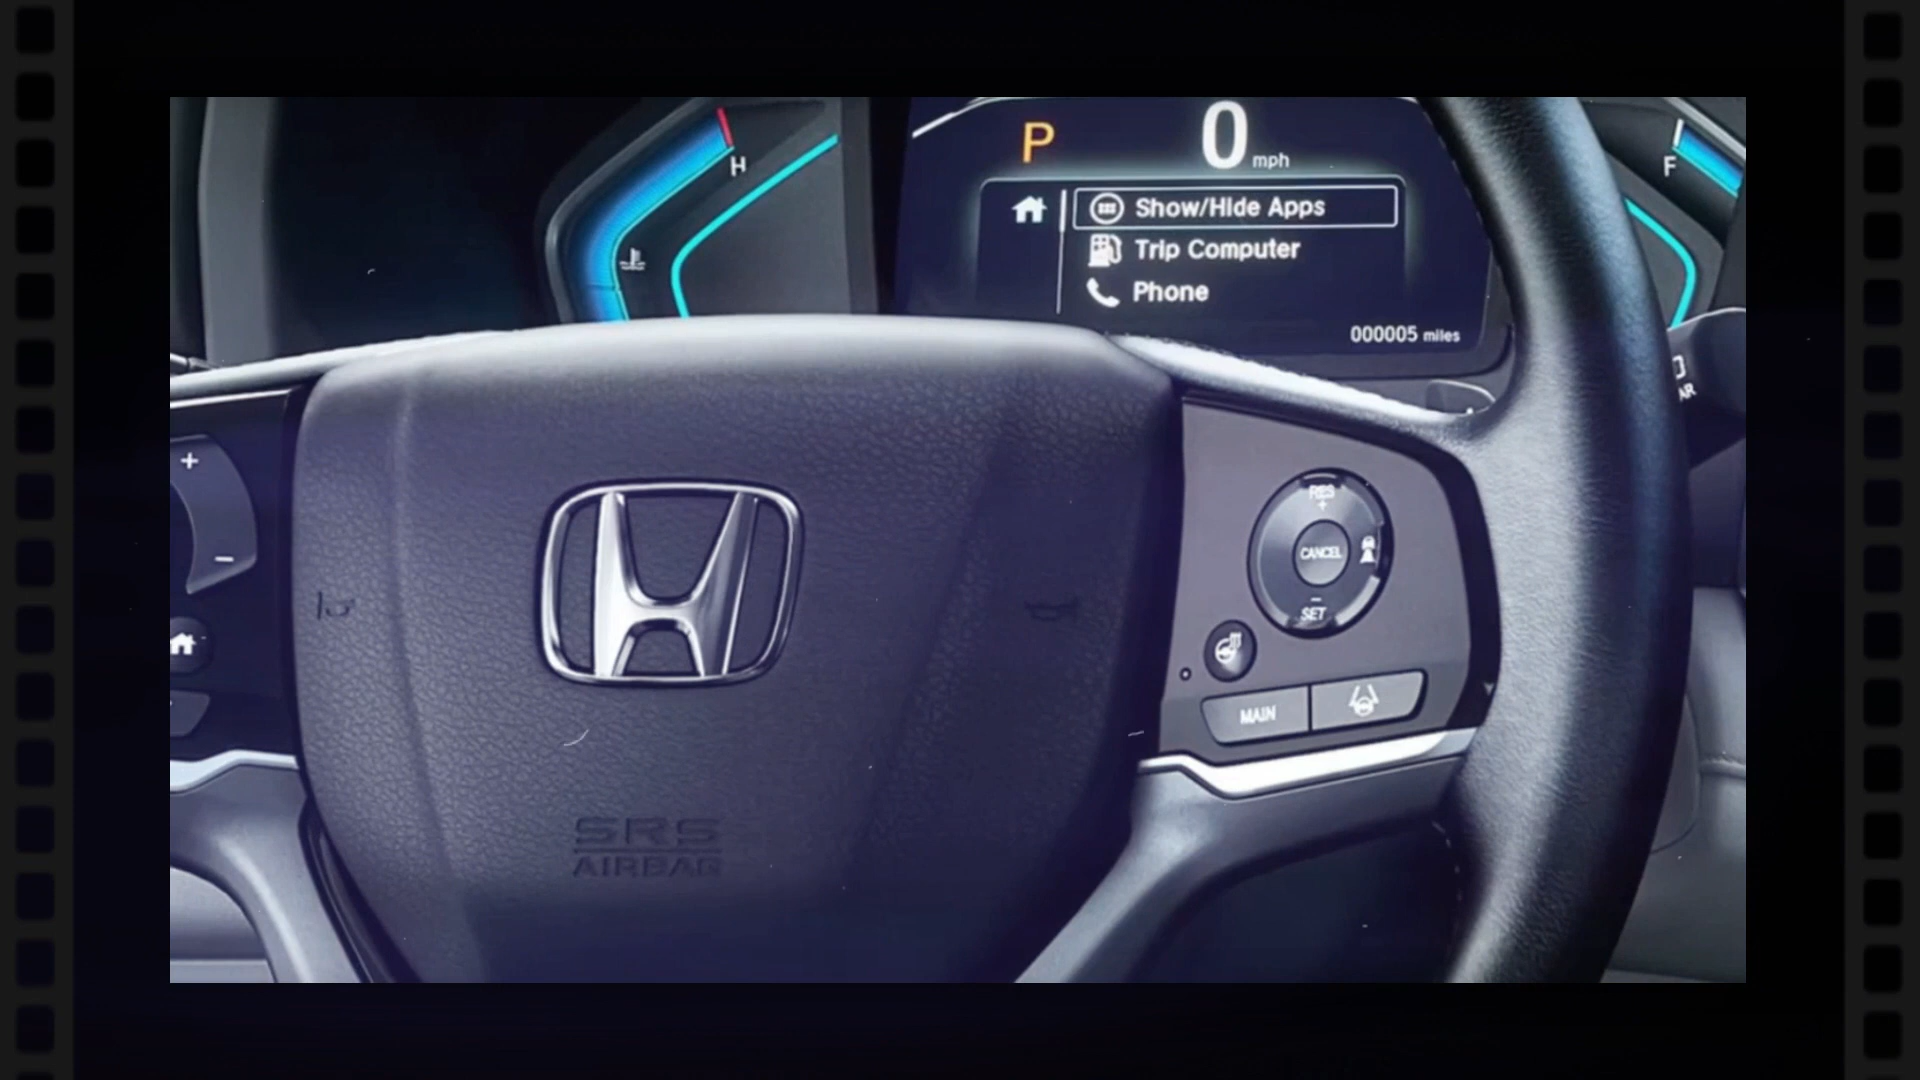 P
0 mph
H
F
Show/Hide Apps
Trip Computer
Phone
000005 miles
+
RES
+
CANCEL
−
−
SET
MAIN
SRS
AIRBAG